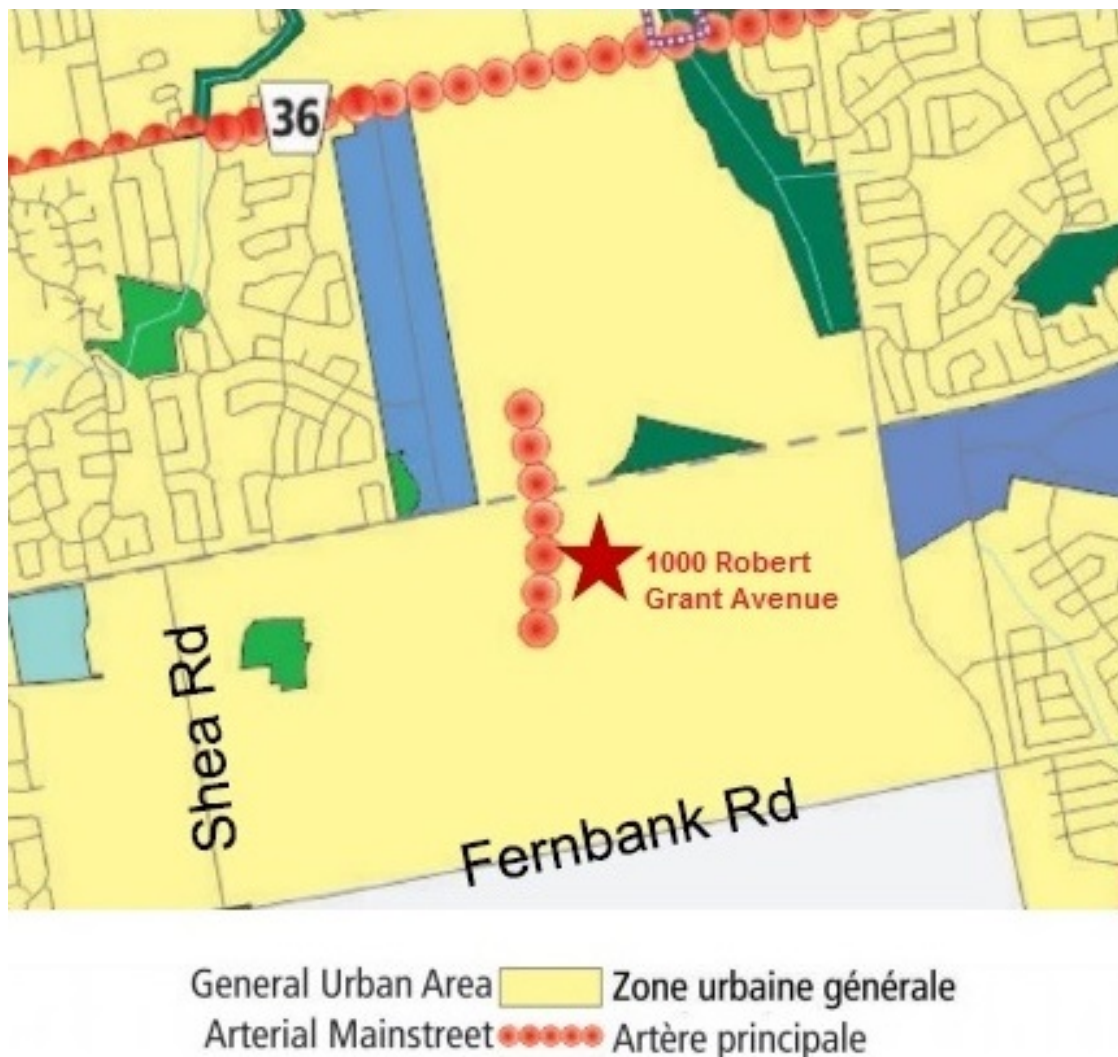 36
1000 Robert
Grant Avenue
Shea Rd
Fernbank Rd
General Urban Area Zone urbaine générale
Arterial Mainstreet Artère principale